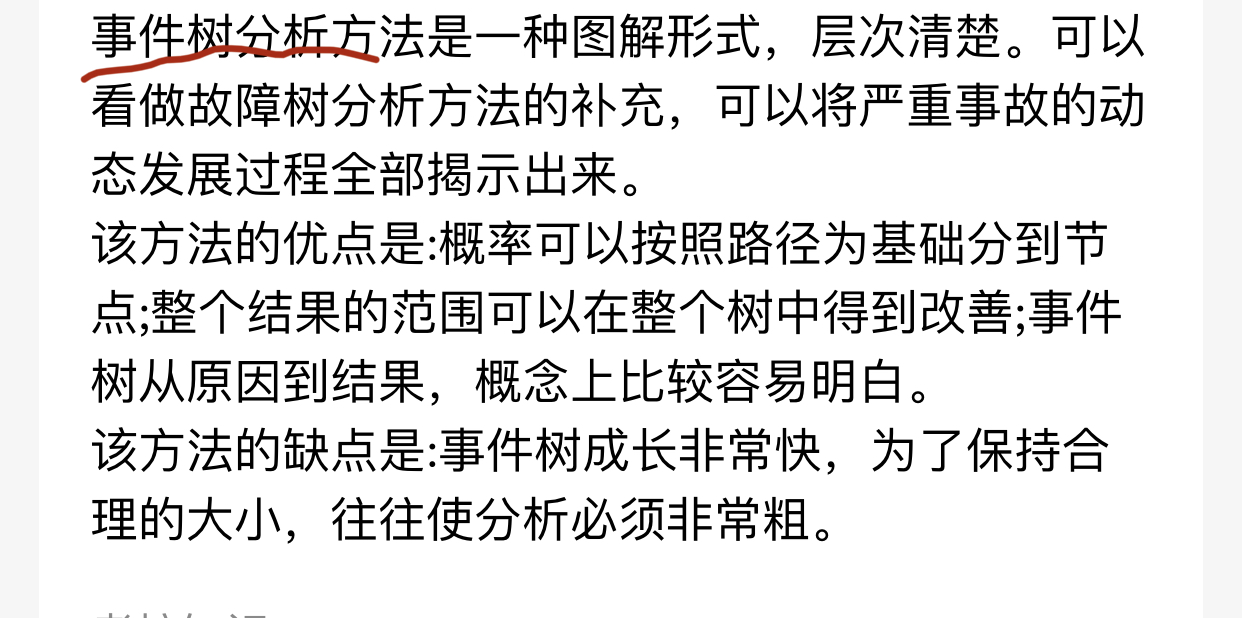 事件树分析方法是一种图解形式，层次清楚。可以
看做故障树分析方法的补充，可以将严重事故的动
态发展过程全部揭示出来。
该方法的优点是:概率可以按照路径为基础分到节
点;整个结果的范围可以在整个树中得到改善;事件
树从原因到结果，概念上比较容易明白。
该方法的缺点是:事件树成长非常快，为了保持合
理的大小，往往使分析必须非常粗。